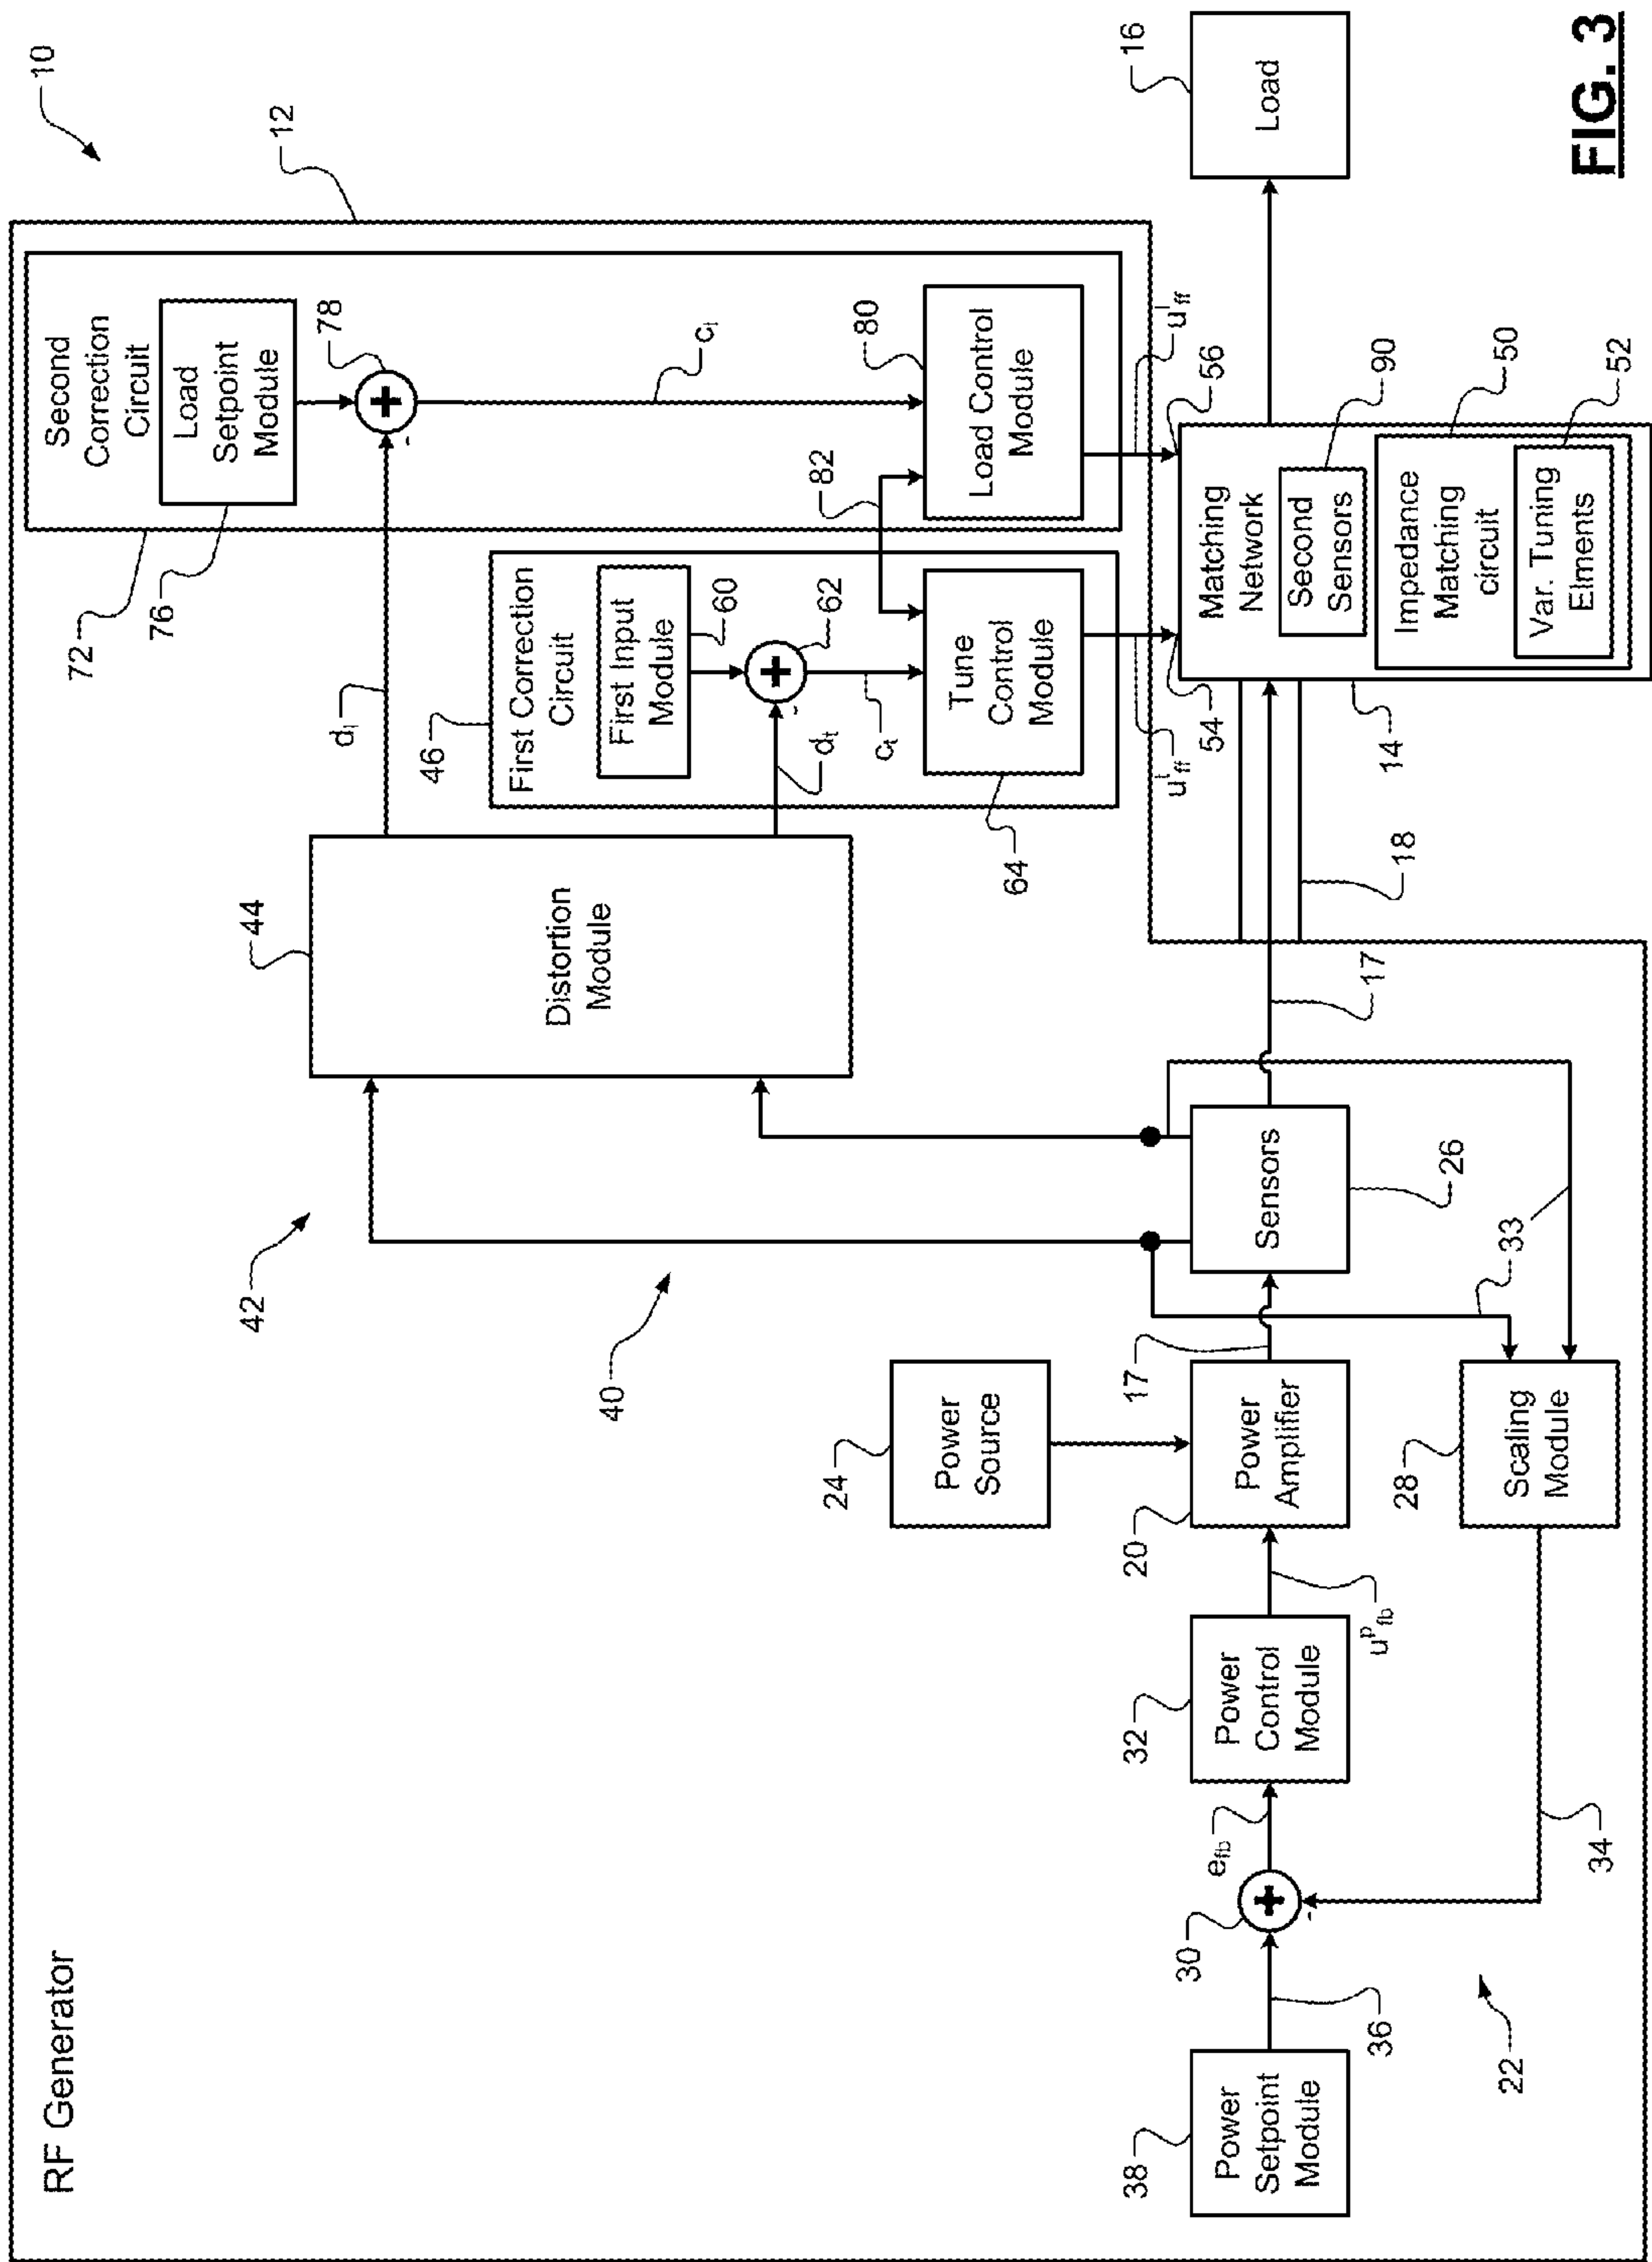 RF Generator
10
12
42
44
40
Distortion
Module
d_l
72
76
Second
Correction
Circuit
Load
Setpoint
Module
78
+
-
c_l
80
Load Control
Module
82
46
First Correction
Circuit
First Input
Module
60
62
+
-
d_t
c_t
Tune
Control
Module
64
u^t_ff
u^l_ff
54
56
38
Power
Setpoint
Module
36
30
+
-
e_fb
32
Power
Control
Module
u^p_fb
24
Power
Source
20
Power
Amplifier
17
Sensors
26
17
18
14
Matching
Network
Second
Sensors
90
Impedance
Matching
circuit
50
Var. Tuning
Elments
52
16
Load
22
34
28
Scaling
Module
33
FIG. 3